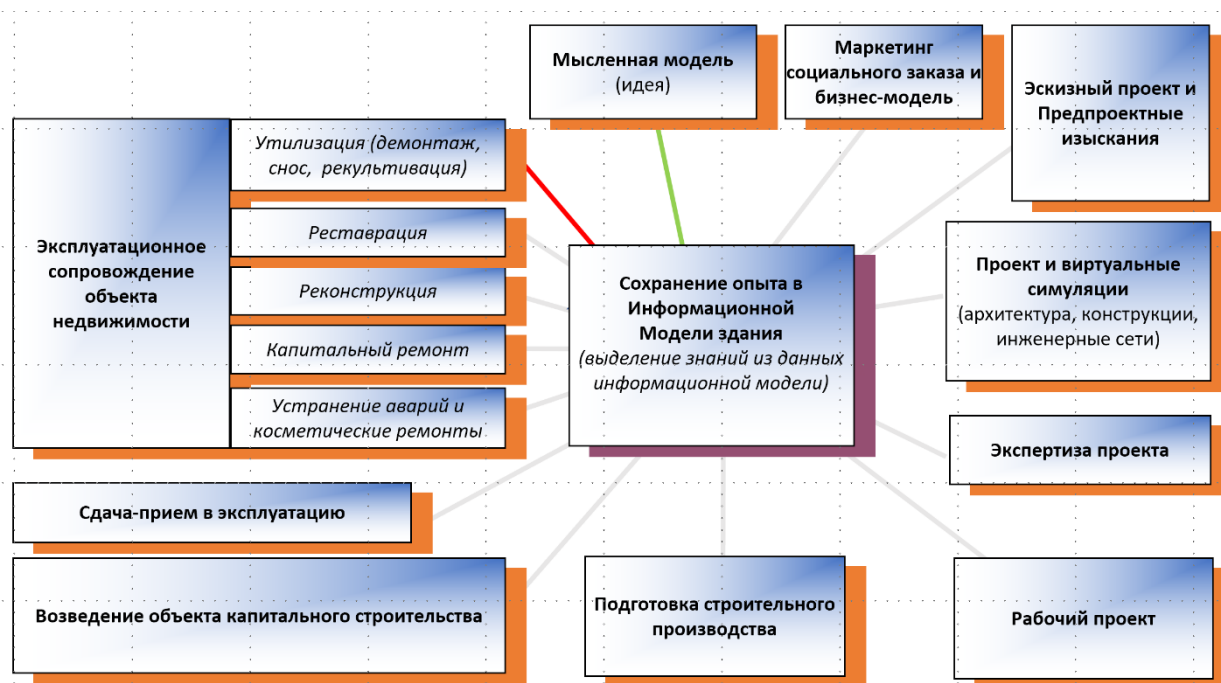 Мысленная модель
(идея)
Маркетинг
социального заказа и
бизнес-модель
Эскизный проект и
Предпроектные
изыскания
Эксплуатационное
сопровождение
объекта
недвижимости
Утилизация (демонтаж,
снос, рекультивация)
Реставрация
Реконструкция
Капитальный ремонт
Устранение аварий и
косметические ремонты
Сохранение опыта в
Информационной
Модели здания
(выделение знаний из данных
информационной модели)
Проект и виртуальные
симуляции
(архитектура, конструкции,
инженерные сети)
Экспертиза проекта
Сдача-прием в эксплуатацию
Возведение объекта капитального строительства
Подготовка строительного
производства
Рабочий проект